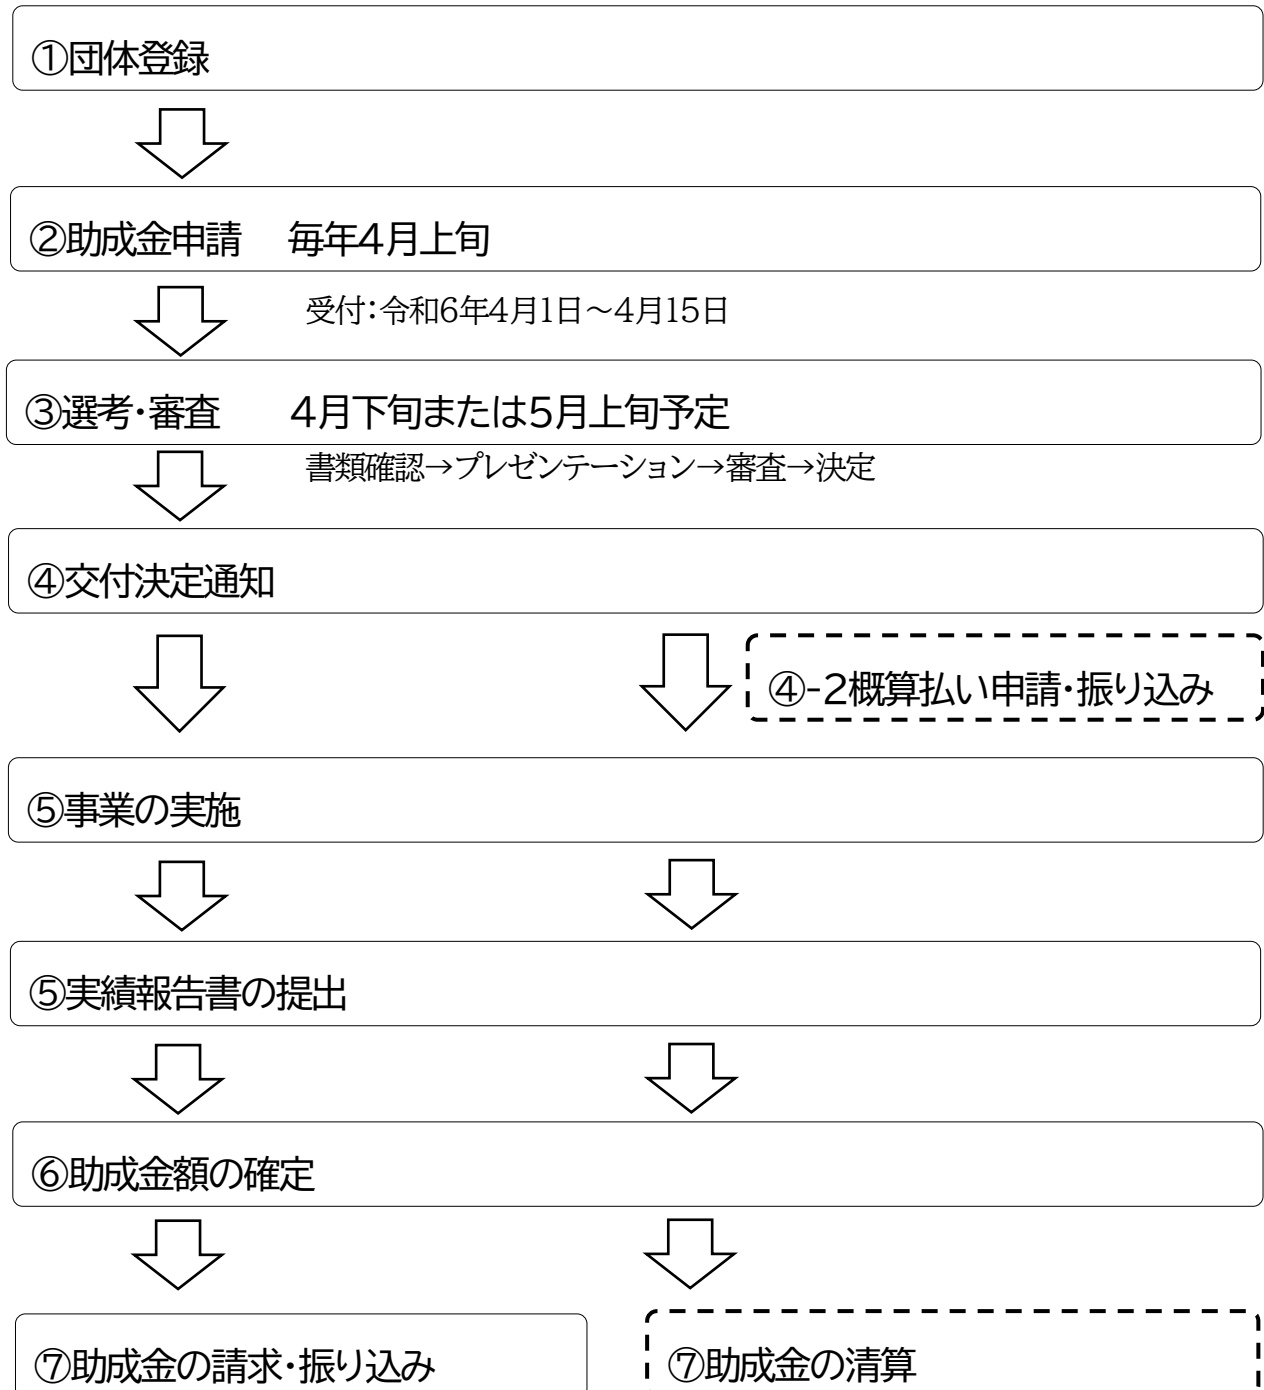 ①団体登録
②助成金申請　毎年4月上旬
受付：令和6年4月1日～4月15日
③選考・審査　　4月下旬または5月上旬予定
書類確認→プレゼンテーション→審査→決定
④交付決定通知
④-2概算払い申請・振り込み
⑤事業の実施
⑤実績報告書の提出
⑥助成金額の確定
⑦助成金の請求・振り込み
⑦助成金の清算